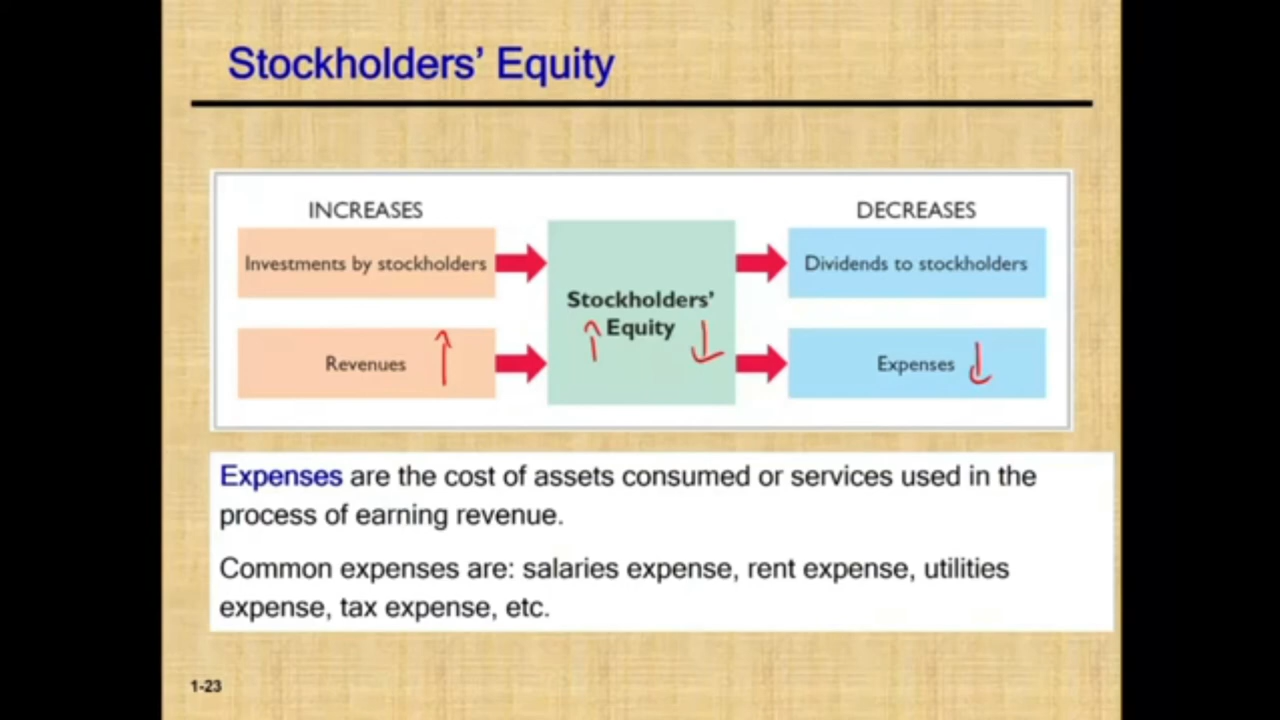 Stockholders' Equity
INCREASES
DECREASES
Investments by stockholders
Dividends to stockholders
Stockholders'
Equity
Revenues
Expenses
Expenses are the cost of assets consumed or services used in the
process of earning revenue.
Common expenses are: salaries expense, rent expense, utilities
expense, tax expense, etc.
1-23